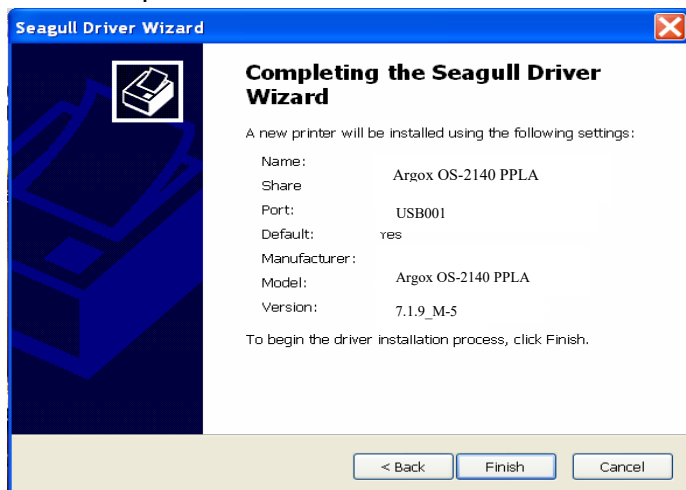 Seagull Driver Wizard
Completing the Seagull Driver
Wizard
A new printer will be installed using the following settings:
Name:
Share Argox OS-2140 PPLA
Port: USB001
Default: Yes
Manufacturer:
Model: Argox OS-2140 PPLA
Version: 7.1.9_M-5
To begin the driver installation process, click Finish.
< Back Finish Cancel